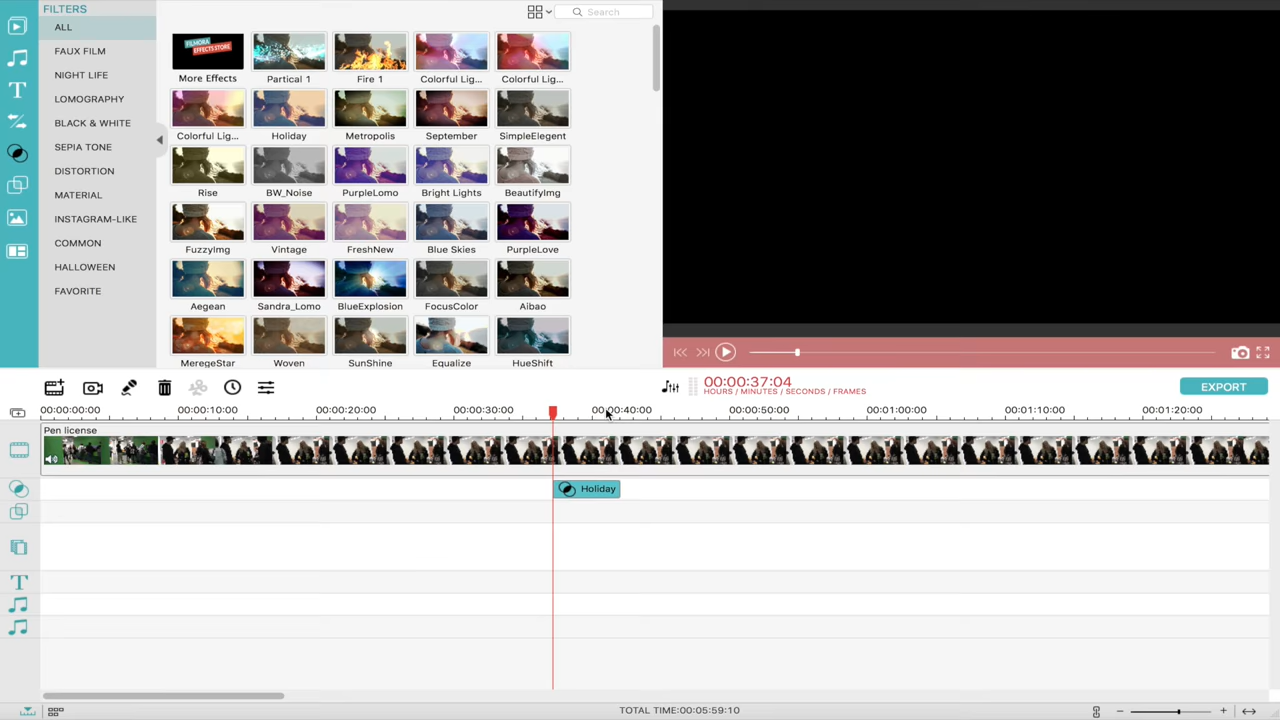 FILTERS
Search
ALL
FAUX FILM
NIGHT LIFE
LOMOGRAPHY
BLACK & WHITE
SEPIA TONE
DISTORTION
MATERIAL
INSTAGRAM-LIKE
COMMON
HALLOWEEN
FAVORITE
FILMORA
EFFECTS STORE
More Effects Partical 1 Fire 1 Colorful Lig... Colorful Lig...
Colorful Lig... Holiday Metropolis September SimpleElegent
Rise BW_Noise PurpleLomo Bright Lights BeautifyImg
FuzzyImg Vintage FreshNew Blue Skies PurpleLove
Aegean Sandra_Lomo BlueExplosion FocusColor Aibao
MeregeStar Woven SunShine Equalize HueShift
00:00:37:04
HOURS / MINUTES / SECONDS / FRAMES
EXPORT
00:00:00:00 00:00:10:00 00:00:20:00 00:00:30:00 00:00:40:00 00:00:50:00 00:01:00:00 00:01:10:00 00:01:20:00
Pen license
Holiday
TOTAL TIME:00:05:59:10